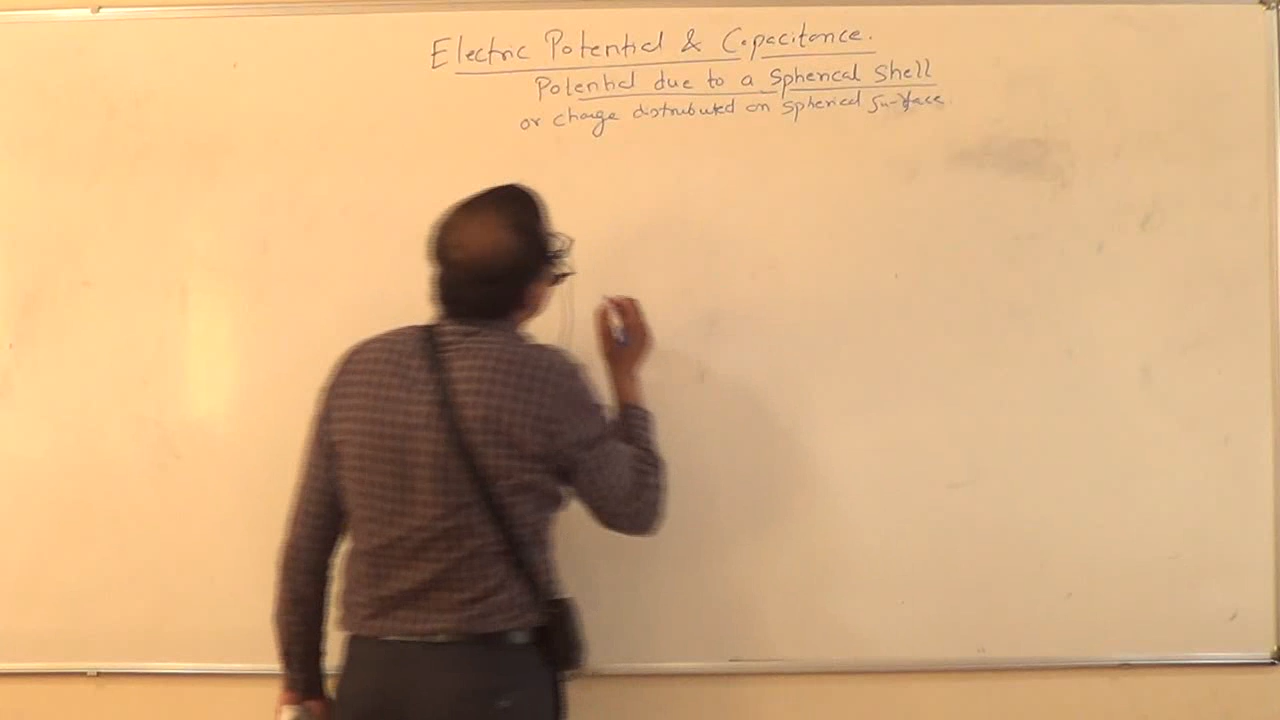 Electric Potential & Capacitance.
Potential due to a Spherical Shell
or charge distributed on spherical surface.